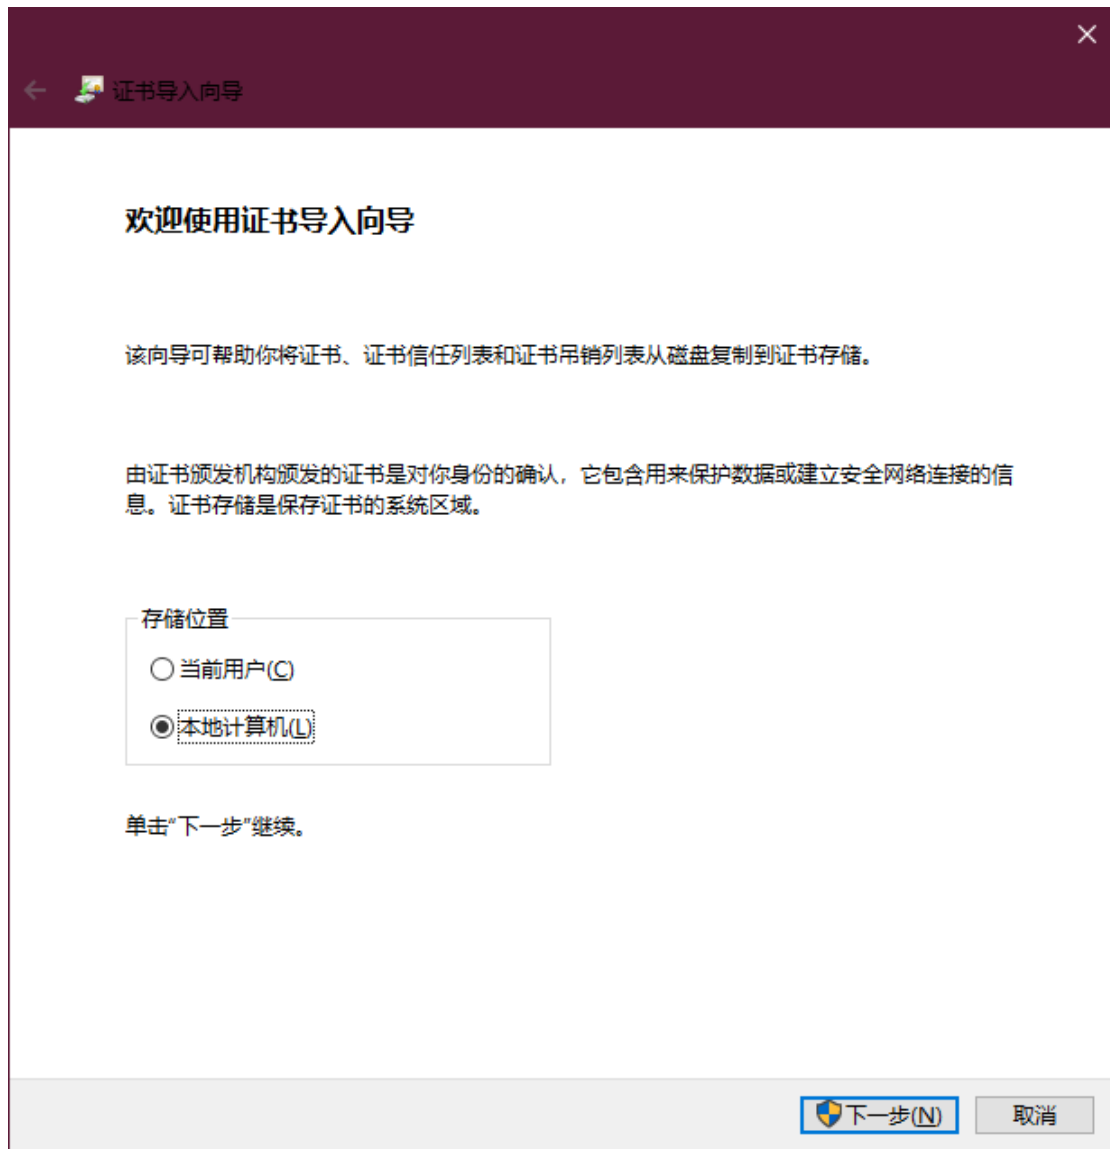 证书导入向导
欢迎使用证书导入向导
该向导可帮助你将证书、证书信任列表和证书吊销列表从磁盘复制到证书存储。
由证书颁发机构颁发的证书是对你身份的确认，它包含用来保护数据或建立安全网络连接的信
息。证书存储是保存证书的系统区域。
存储位置
当前用户(C)
本地计算机(L)
单击“下一步”继续。
下一步(N)
取消